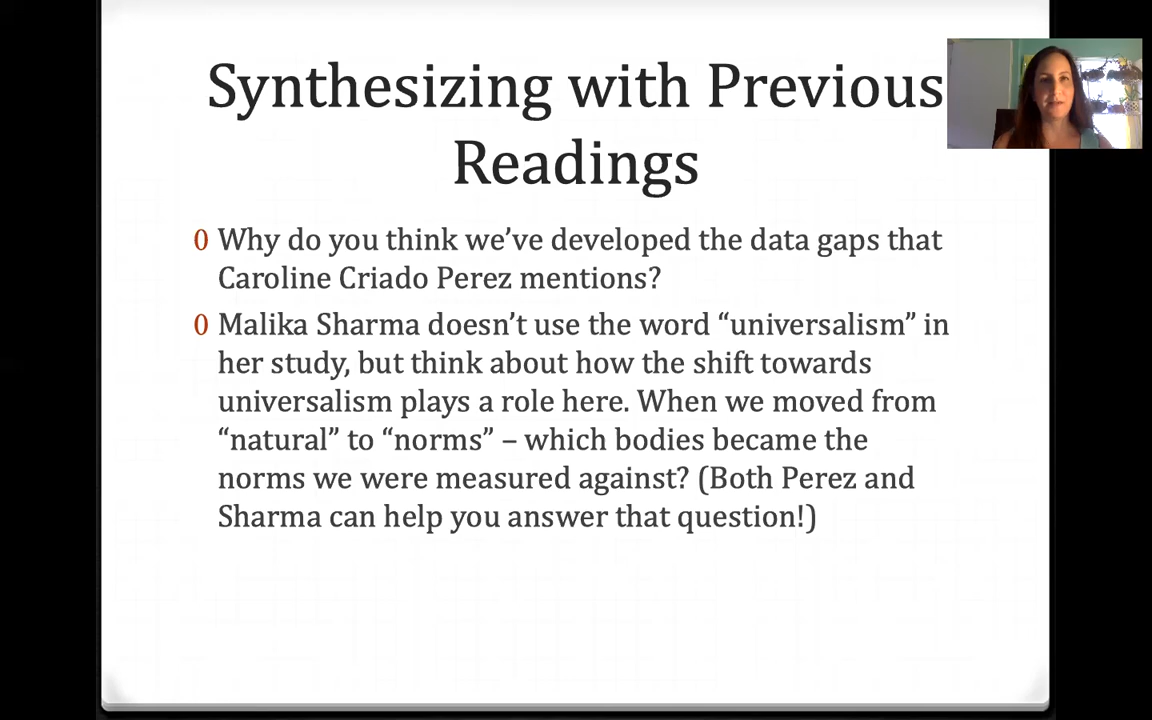 Synthesizing with Previous
Readings
0 Why do you think we’ve developed the data gaps that
Caroline Criado Perez mentions?
0 Malika Sharma doesn’t use the word “universalism” in
her study, but think about how the shift towards
universalism plays a role here. When we moved from
“natural” to “norms” – which bodies became the
norms we were measured against? (Both Perez and
Sharma can help you answer that question!)